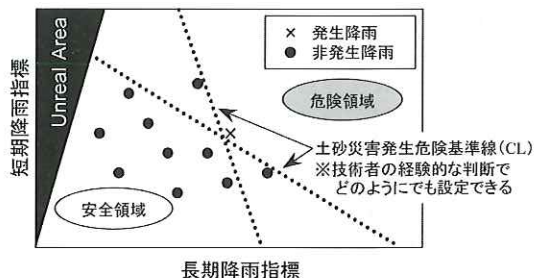 Unreal Area
× 発生降雨
● 非発生降雨
危険領域
土砂災害発生危険基準線(CL)
※技術者の経験的な判断で
どのようにでも設定できる
安全領域
短期降雨指標
長期降雨指標